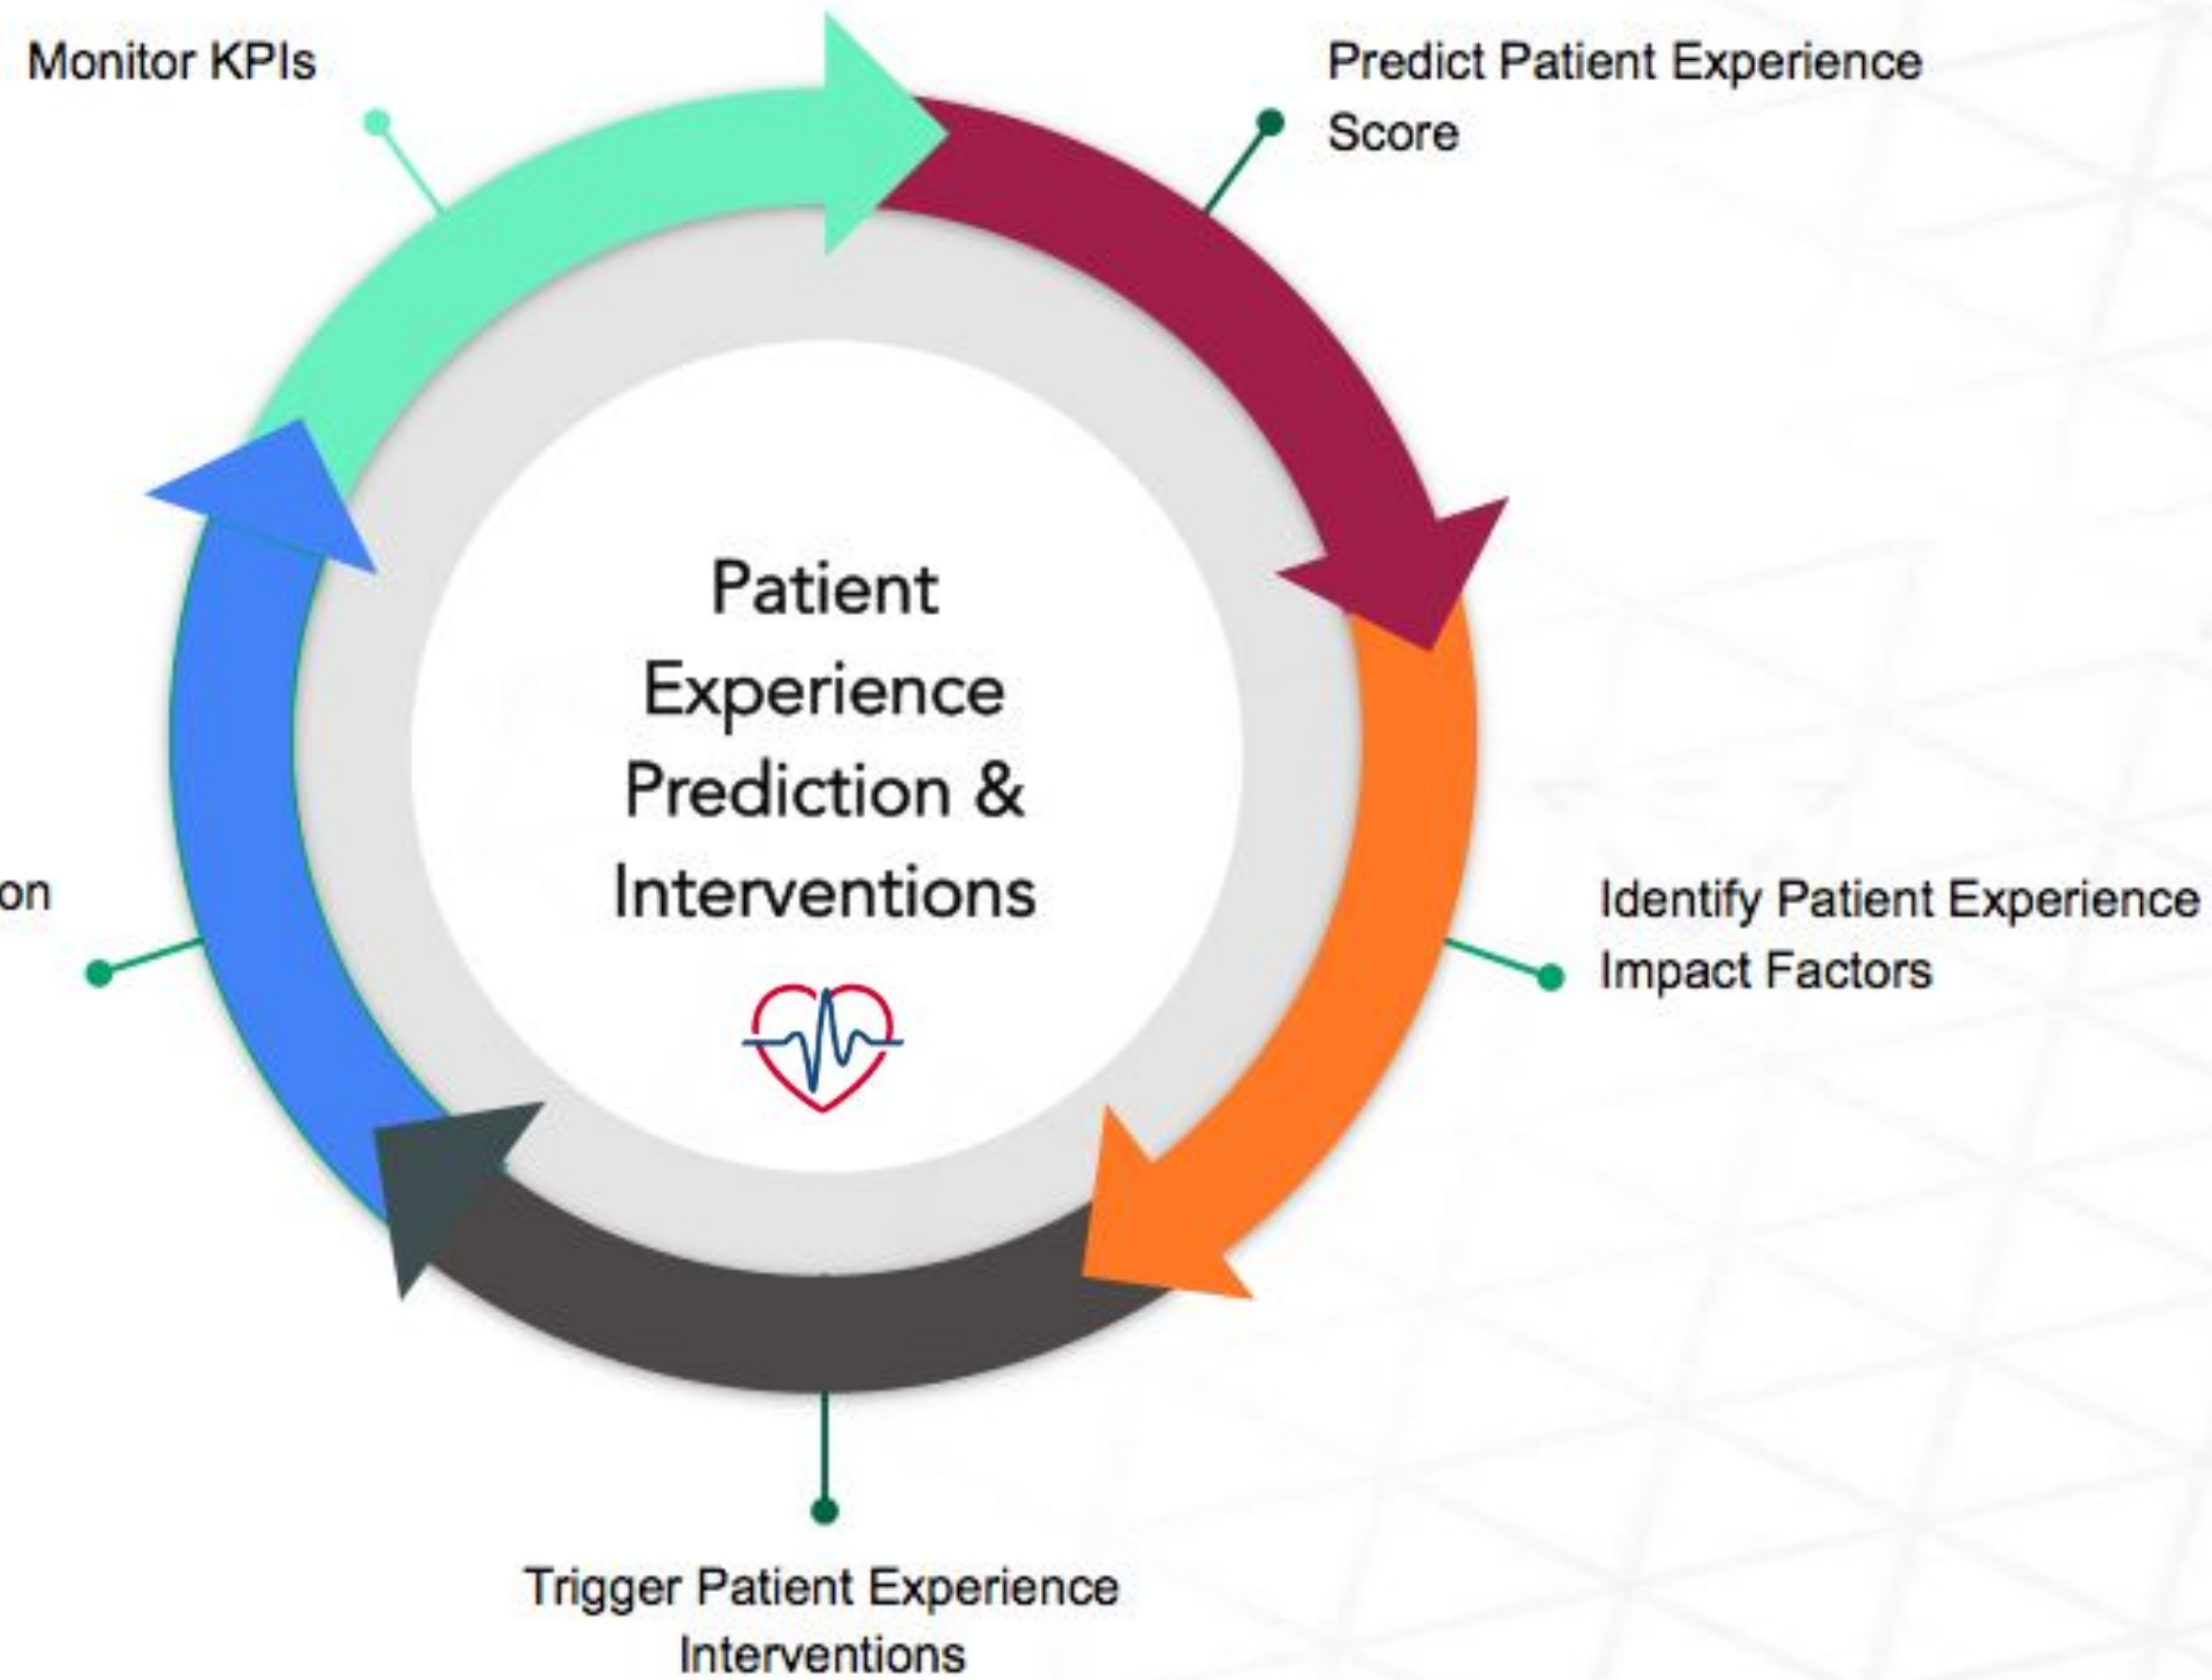 Monitor KPIs
Predict Patient Experience
Score
Patient
Experience
Prediction &
Interventions
Identify Patient Experience
Impact Factors
Trigger Patient Experience
Interventions